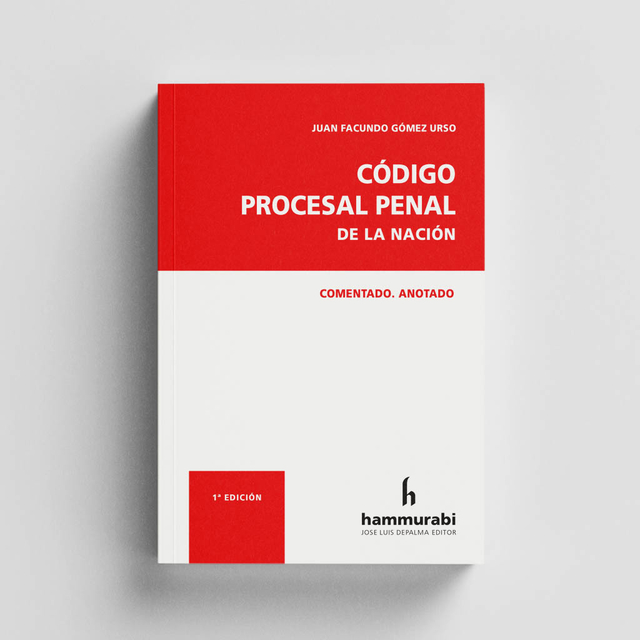 JUAN FACUNDO GÓMEZ URSO
CÓDIGO
PROCESAL PENAL
DE LA NACIÓN
COMENTADO. ANOTADO
1ª EDICIÓN
h
hammurabi
JOSE LUIS DEPALMA EDITOR